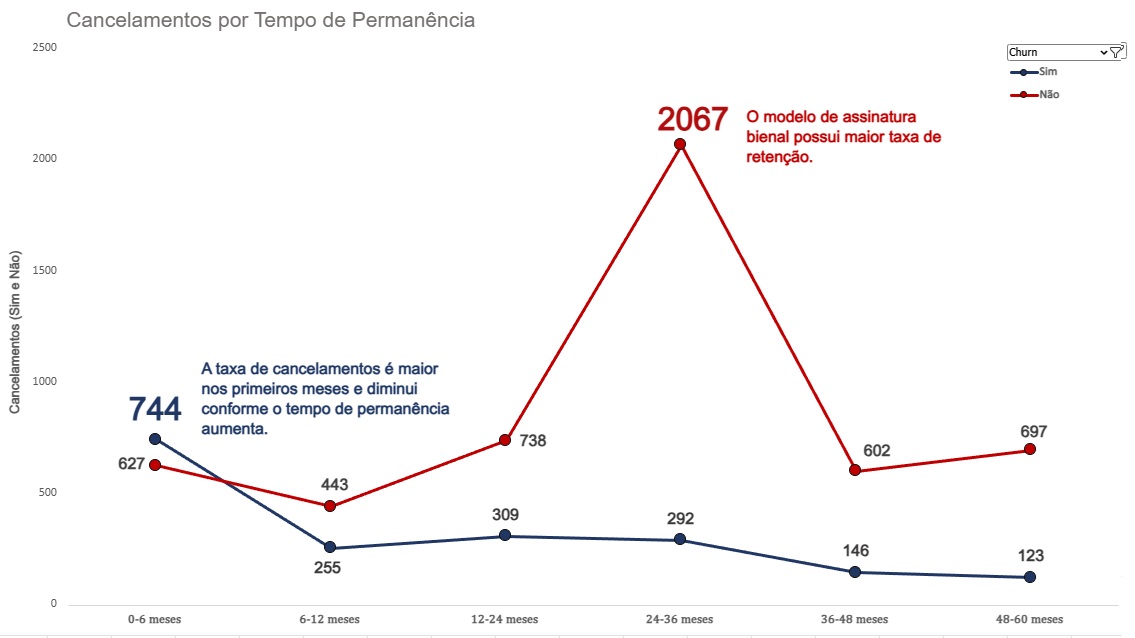 Cancelamentos por Tempo de Permanência
2500
2000
1500
1000
500
0
Cancelamentos (Sim e Não)
Churn
Sim
Não
2067
O modelo de assinatura
bienal possui maior taxa de
retenção.
744
A taxa de cancelamentos é maior
nos primeiros meses e diminui
conforme o tempo de permanência
aumenta.
627
443
738
602
697
255
309
292
146
123
0-6 meses
6-12 meses
12-24 meses
24-36 meses
36-48 meses
48-60 meses